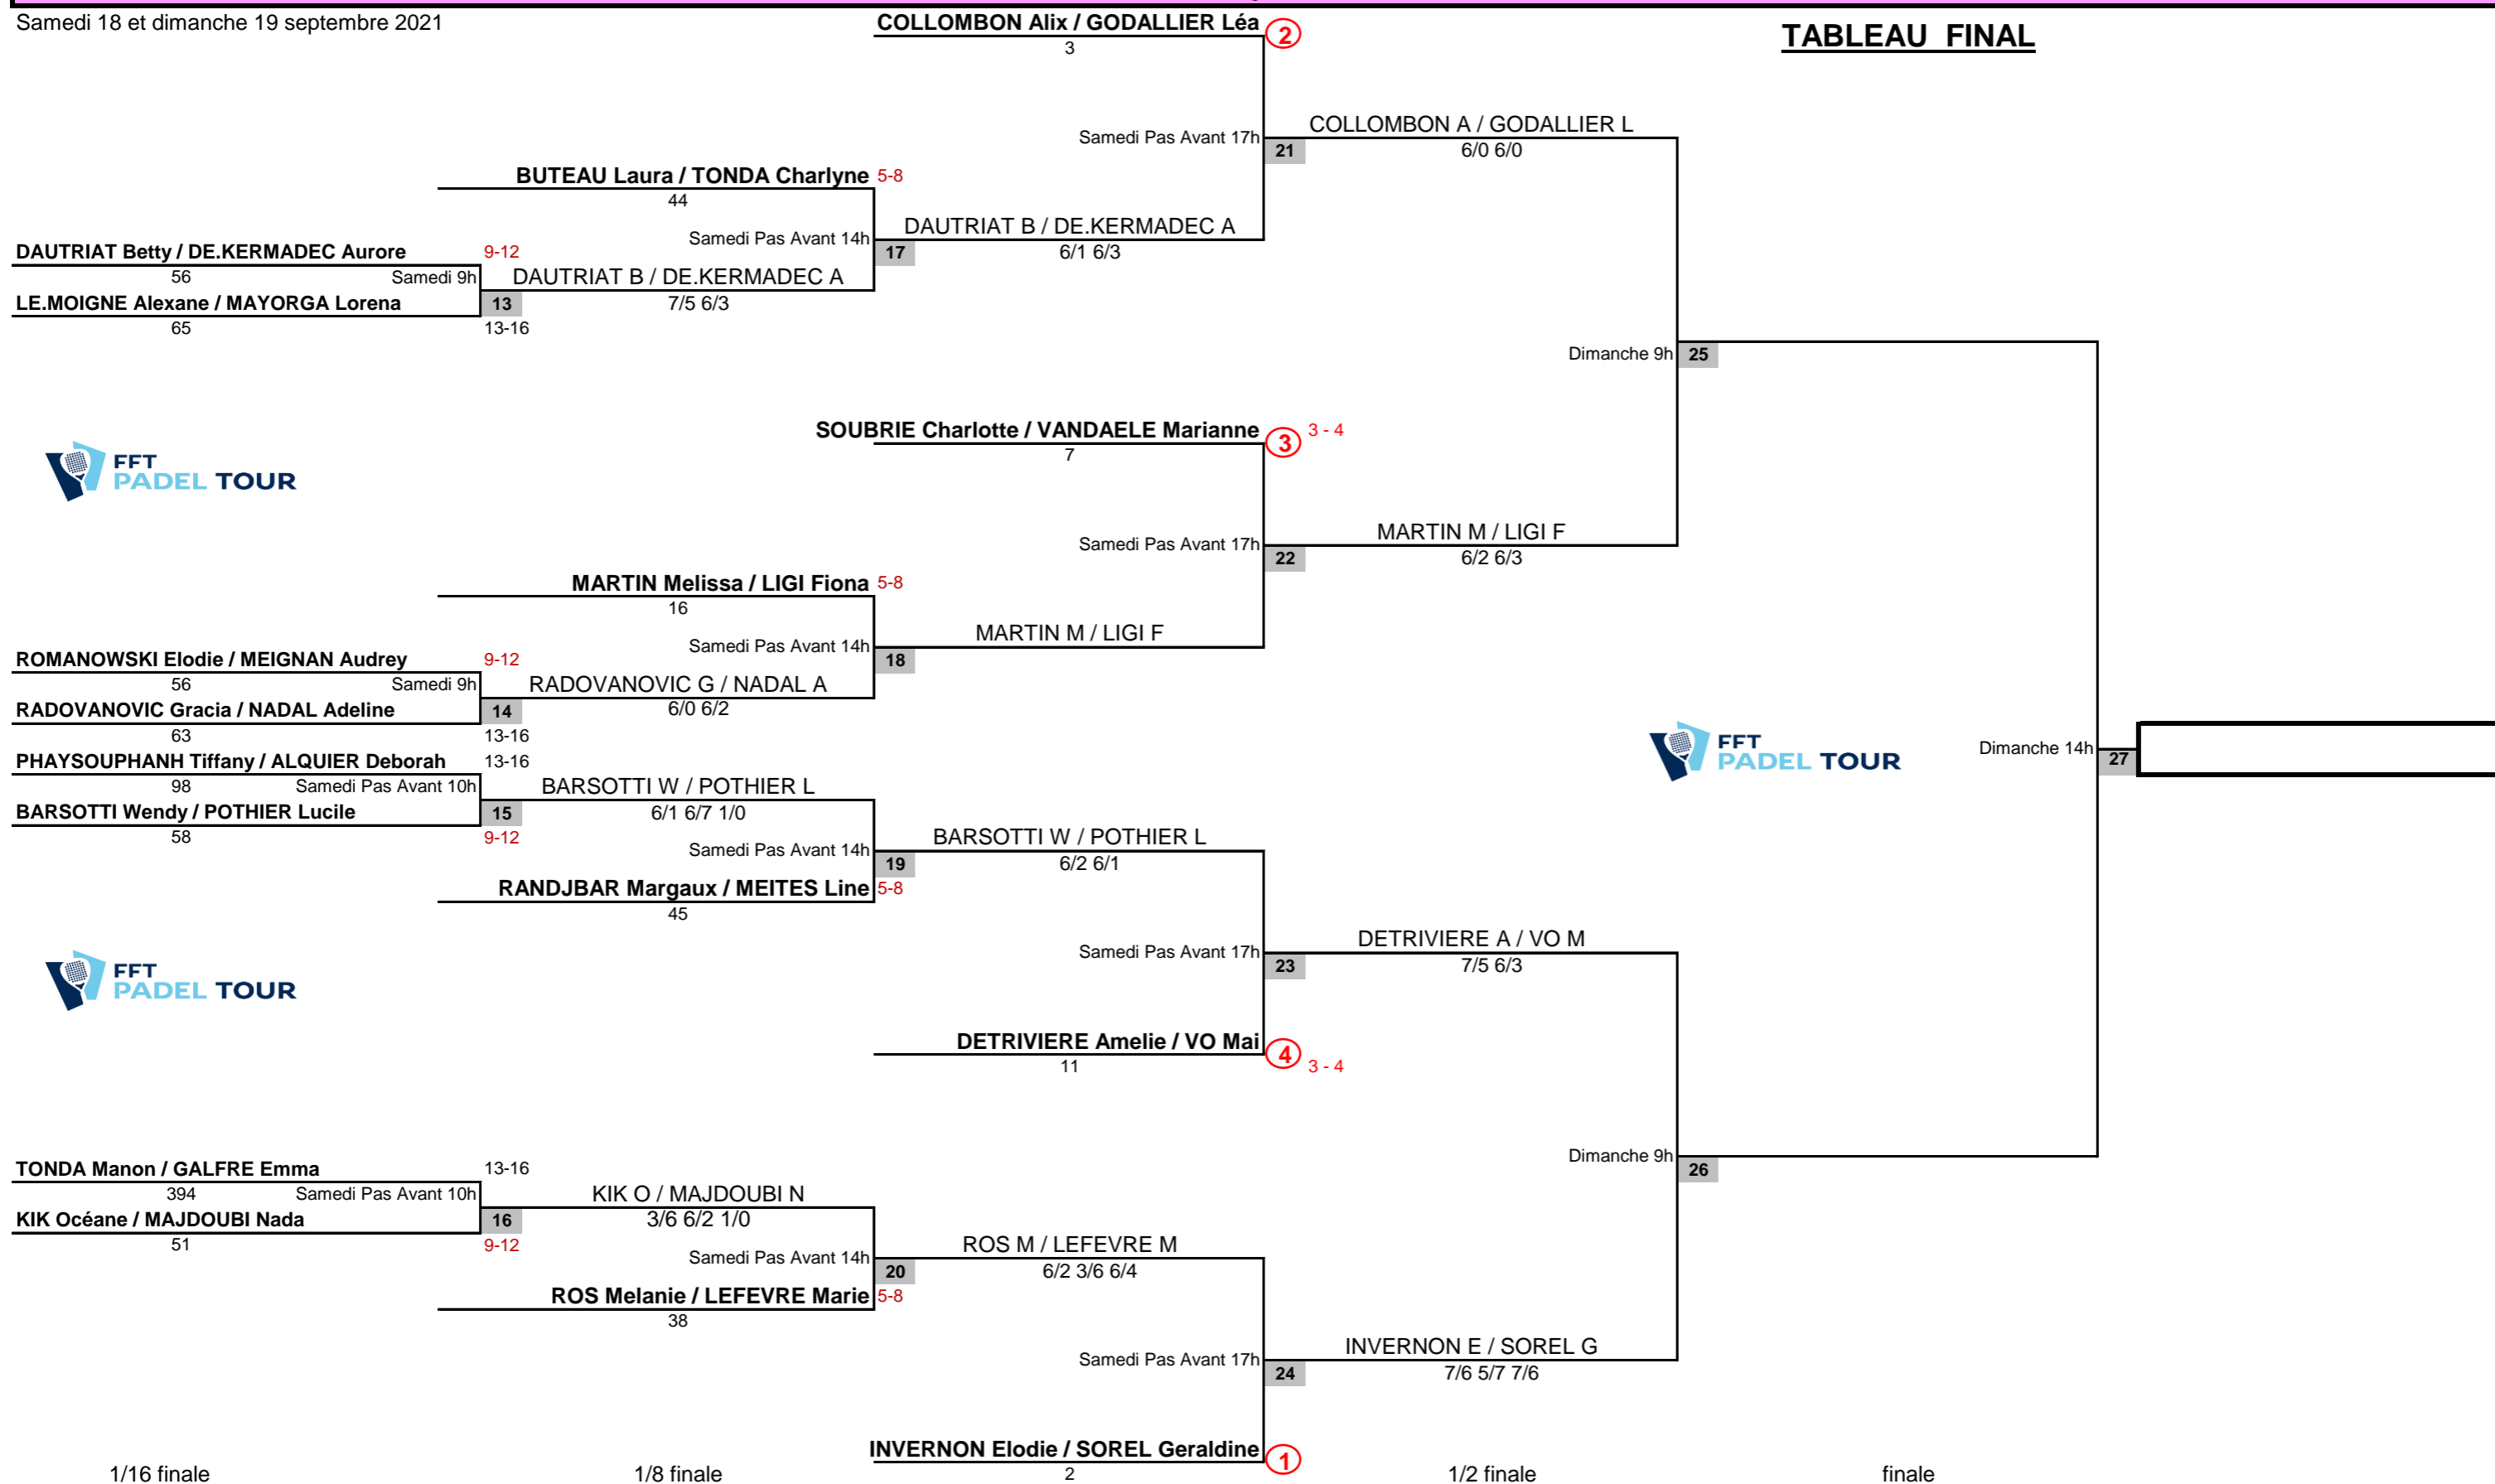 Samedi 18 et dimanche 19 septembre 2021
COLLOMBON Alix / GODALLIER Léa 2
3
TABLEAU FINAL
COLLOMBON A / GODALLIER L
Samedi Pas Avant 17h 21
6/0 6/0
BUTEAU Laura / TONDA Charlyne 5-8
44
DAUTRIAT B / DE.KERMADEC A
Samedi Pas Avant 14h 17
6/1 6/3
DAUTRIAT Betty / DE.KERMADEC Aurore 9-12
56 Samedi 9h
DAUTRIAT B / DE.KERMADEC A
LE.MOIGNE Alexane / MAYORGA Lorena 13
7/5 6/3
65 13-16
Dimanche 9h 25
SOUBRIE Charlotte / VANDAELE Marianne 3 3 - 4
7
FFT
PADEL TOUR
MARTIN M / LIGI F
Samedi Pas Avant 17h 22
6/2 6/3
MARTIN Melissa / LIGI Fiona 5-8
16
MARTIN M / LIGI F
Samedi Pas Avant 14h 18
ROMANOWSKI Elodie / MEIGNAN Audrey 9-12
56 Samedi 9h
RADOVANOVIC G / NADAL A
RADOVANOVIC Gracia / NADAL Adeline 14
6/0 6/2
63 13-16
FFT
PADEL TOUR
Dimanche 14h 27
PHAYSOUPHANH Tiffany / ALQUIER Deborah 13-16
98 Samedi Pas Avant 10h
BARSOTTI W / POTHIER L
BARSOTTI Wendy / POTHIER Lucile 15
6/1 6/7 1/0
58 9-12
BARSOTTI W / POTHIER L
Samedi Pas Avant 14h 19
6/2 6/1
RANDJBAR Margaux / MEITES Line 5-8
45
DETRIVIERE A / VO M
Samedi Pas Avant 17h 23
7/5 6/3
FFT
PADEL TOUR
DETRIVIERE Amelie / VO Mai 4
11 3 - 4
Dimanche 9h 26
TONDA Manon / GALFRE Emma 13-16
394 Samedi Pas Avant 10h
KIK O / MAJDOUBI N
KIK Océane / MAJDOUBI Nada 16
3/6 6/2 1/0
51 9-12
ROS M / LEFEVRE M
Samedi Pas Avant 14h 20
6/2 3/6 6/4
ROS Melanie / LEFEVRE Marie 5-8
38
INVERNON E / SOREL G
Samedi Pas Avant 17h 24
7/6 5/7 7/6
INVERNON Elodie / SOREL Geraldine 1
2
1/16 finale 1/8 finale 1/2 finale finale